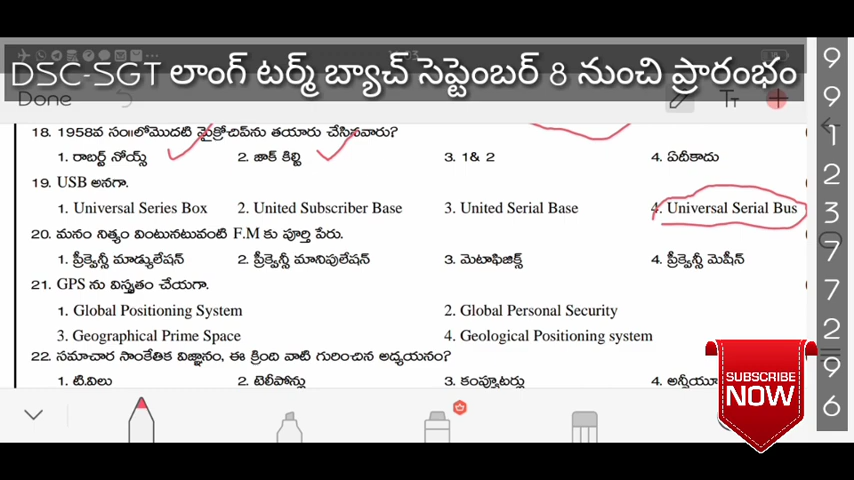 DSC-SGT లాంగ్ టర్మ్ బ్యాచ్ సెప్టెంబర్ 8 నుంచి ప్రారంభం
Done
18. 1958వ సం||లోమొదటి మైక్రోచిప్‌ను తయారు చేసినవారు?
1. రాబర్ట్ నోయ్స్ 2. జాక్ కిల్బి 3. 1& 2 4. ఏదీకాదు
19. USB అనగా.
1. Universal Series Box 2. United Subscriber Base 3. United Serial Base 4. Universal Serial Bus
20. మనం నిత్యం వింటునటువంటి F.M కు పూర్తి పేరు.
1. ఫ్రీక్వెన్సీ మాడ్యులేషన్ 2. ఫ్రీక్వెన్సీ మానిపులేషన్ 3. మెటాఫిజిక్స్ 4. ఫ్రీక్వెన్సీ మెషీన్
21. GPS ను విస్తృతం చేయగా.
1. Global Positioning System 2. Global Personal Security
3. Geographical Prime Space 4. Geological Positioning system
22. సమాచార సాంకేతిక విజ్ఞానం, ఈ క్రింది వాటి గురించిన అధ్యయనం?
1. టి.విలు 2. టెలీఫోన్లు 3. కంప్యూటర్లు 4.
SUBSCRIBE
NOW
9
9
1
2
3
7
7
2
9
6